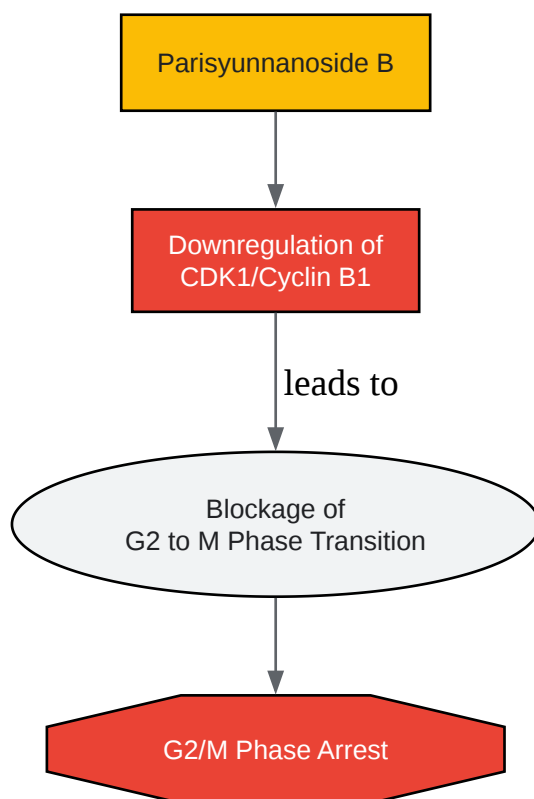 Parisyunnanoside B
Downregulation of
CDK1/Cyclin B1
leads to
Blockage of
G2 to M Phase Transition
G2/M Phase Arrest